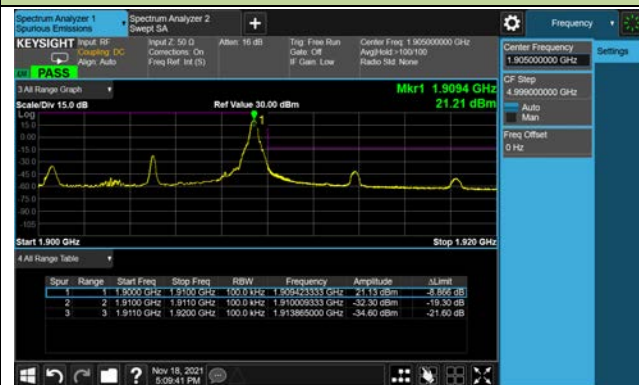 Spectrum Analyzer 1
Spurious Emissions
Spectrum Analyzer 2
Swept SA
Frequency
KEYSIGHT
Input: RF
Coupling: DC
Align: Auto
Input Z: 50 Ω
Corrections: On
Freq Ref: Int (S)
Atten: 16 dB
Trig: Free Run
Gate: Off
IF Gain: Low
Center Freq: 1.905000000 GHz
Avg|Hold:>100/100
Radio Std: None
PASS
Center Frequency
1.905000000 GHz
Settings
CF Step
4.999000000 GHz
Auto
Man
Freq Offset
0 Hz
3 All Range Graph
Mkr1 1.9094 GHz
Scale/Div 15.0 dB
Ref Value 30.00 dBm
21.21 dBm
Log
15.0
0.00
-15.0
-30.0
-45.0
-60.0
-75.0
-90.0
-105
1
Start 1.900 GHz
Stop 1.920 GHz
4 All Range Table
Spur Range Start Freq Stop Freq RBW Frequency Amplitude ΔLimit
1 1 1.9000 GHz 1.9100 GHz 100.0 kHz 1.909423333 GHz 21.13 dBm -8.866 dB
2 2 1.9100 GHz 1.9110 GHz 100.0 kHz 1.910009333 GHz -32.30 dBm -19.30 dB
3 3 1.9110 GHz 1.9200 GHz 100.0 kHz 1.913865000 GHz -34.60 dBm -21.60 dB
Nov 18, 2021
5:09:41 PM